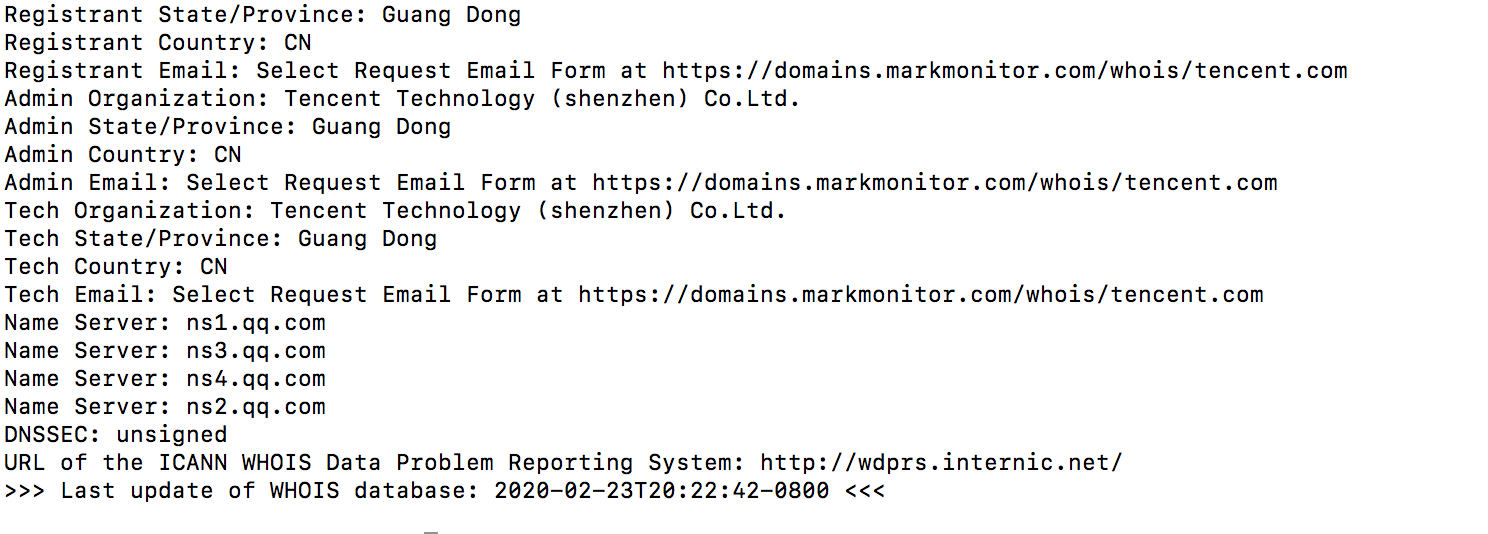 Registrant State/Province: Guang Dong
Registrant Country: CN
Registrant Email: Select Request Email Form at https://domains.markmonitor.com/whois/tencent.com
Admin Organization: Tencent Technology (shenzhen) Co.Ltd.
Admin State/Province: Guang Dong
Admin Country: CN
Admin Email: Select Request Email Form at https://domains.markmonitor.com/whois/tencent.com
Tech Organization: Tencent Technology (shenzhen) Co.Ltd.
Tech State/Province: Guang Dong
Tech Country: CN
Tech Email: Select Request Email Form at https://domains.markmonitor.com/whois/tencent.com
Name Server: ns1.qq.com
Name Server: ns3.qq.com
Name Server: ns4.qq.com
Name Server: ns2.qq.com
DNSSEC: unsigned
URL of the ICANN WHOIS Data Problem Reporting System: http://wdprs.internic.net/
>>> Last update of WHOIS database: 2020-02-23T20:22:42-0800 <<<